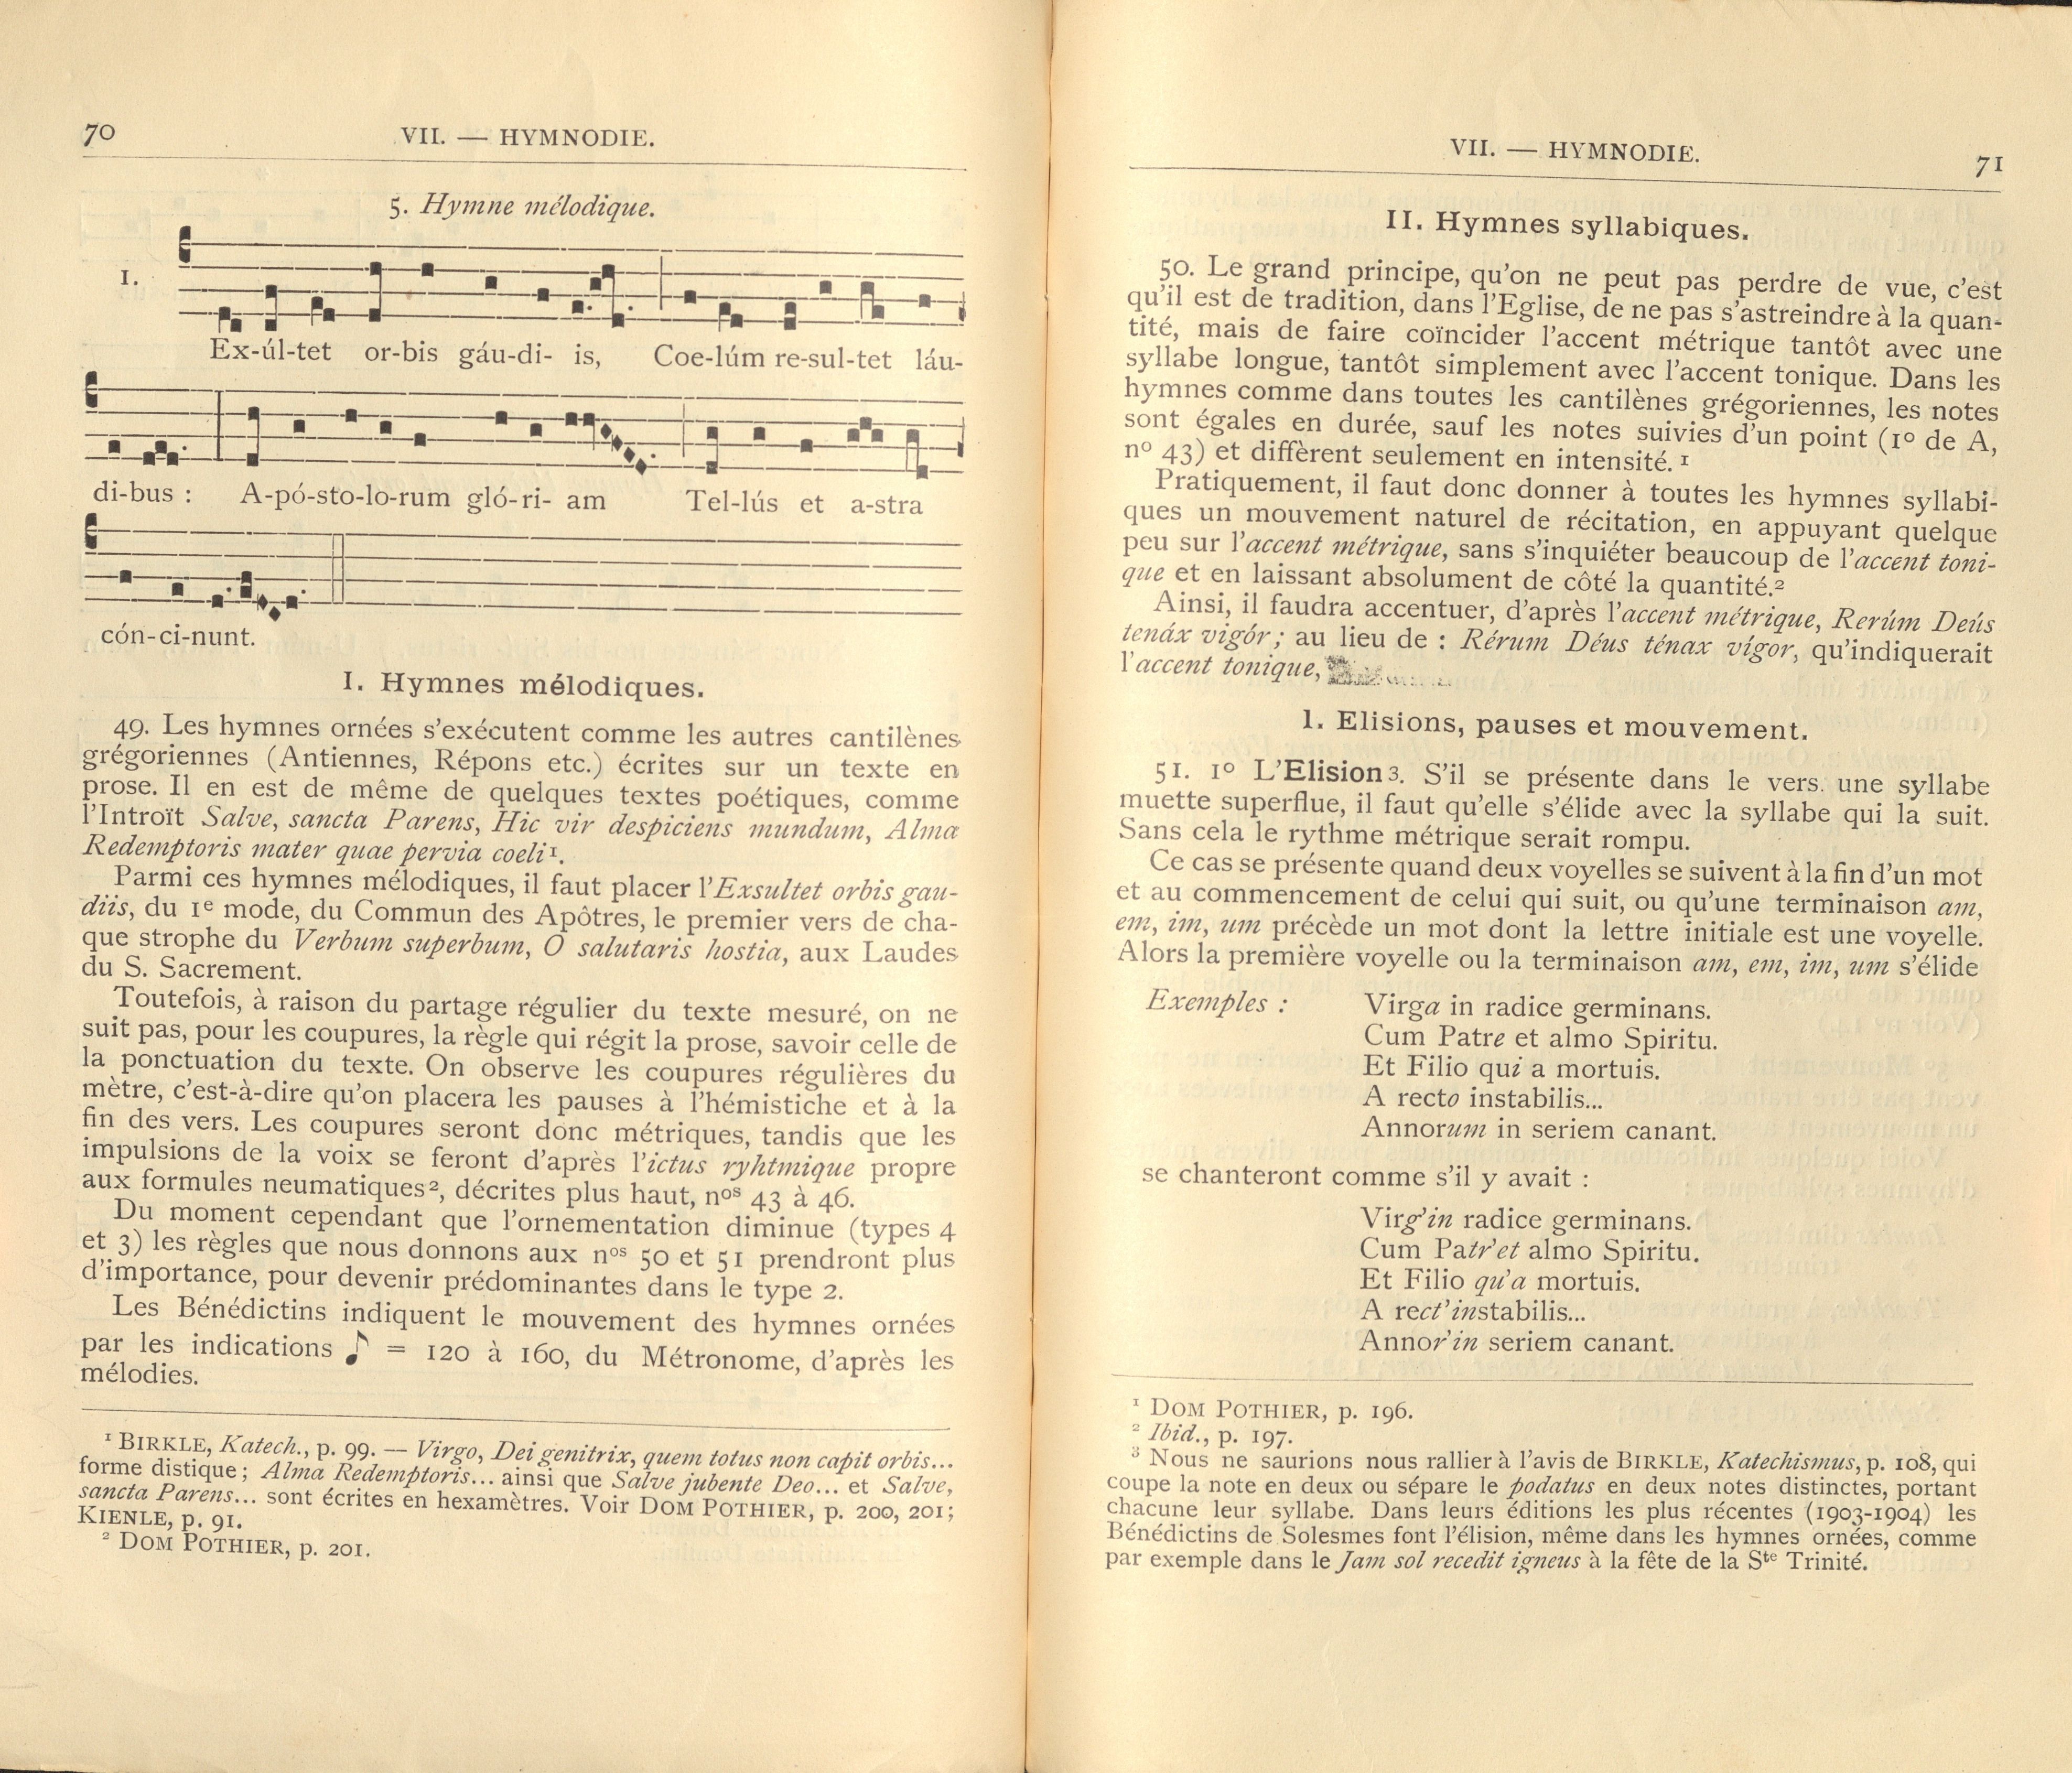 70
VII. — HYMNODIE.
5. Hymne mélodique.
I.
Ex-úl-tet or-bis gáu-di- is, Coe-lúm re-sul-tet láu-
di-bus : A-pó-sto-lo-rum gló-ri- am Tel-lús et a-stra
cón-ci-nunt.
I. Hymnes mélodiques.
49. Les hymnes ornées s'exécutent comme les autres cantilènes
grégoriennes (Antiennes, Répons etc.) écrites sur un texte en
prose. Il en est de même de quelques textes poétiques, comme
l'Introït Salve, sancta Parens, Hic vir despiciens mundum, Alma
Redemptoris mater quae pervia coeli¹.
Parmi ces hymnes mélodiques, il faut placer l'Exsultet orbis gau-
diis, du 1e mode, du Commun des Apôtres, le premier vers de cha-
que strophe du Verbum superbum, O salutaris hostia, aux Laudes
du S. Sacrement.
Toutefois, à raison du partage régulier du texte mesuré, on ne
suit pas, pour les coupures, la règle qui régit la prose, savoir celle de
la ponctuation du texte. On observe les coupures régulières du
mètre, c'est-à-dire qu'on placera les pauses à l'hémistiche et à la
fin des vers. Les coupures seront donc métriques, tandis que les
impulsions de la voix se feront d'après l'ictus ryhtmique propre
aux formules neumatiques², décrites plus haut, nos 43 à 46.
Du moment cependant que l'ornementation diminue (types 4
et 3) les règles que nous donnons aux nos 50 et 51 prendront plus
d'importance, pour devenir prédominantes dans le type 2.
Les Bénédictins indiquent le mouvement des hymnes ornées
par les indications ♪ = 120 à 160, du Métronome, d'après les
mélodies.
¹ BIRKLE, Katech., p. 99. — Virgo, Dei genitrix, quem totus non capit orbis...
forme distique ; Alma Redemptoris... ainsi que Salve jubente Deo... et Salve,
sancta Parens... sont écrites en hexamètres. Voir DOM POTHIER, p. 200, 201 ;
KIENLE, p. 91.
² DOM POTHIER, p. 201.
VII. — HYMNODIE.
71
II. Hymnes syllabiques.
50. Le grand principe, qu'on ne peut pas perdre de vue, c'est
qu'il est de tradition, dans l'Eglise, de ne pas s'astreindre à la quan-
tité, mais de faire coïncider l'accent métrique tantôt avec une
syllabe longue, tantôt simplement avec l'accent tonique. Dans les
hymnes comme dans toutes les cantilènes grégoriennes, les notes
sont égales en durée, sauf les notes suivies d'un point (1o de A,
no 43) et diffèrent seulement en intensité. ¹
Pratiquement, il faut donc donner à toutes les hymnes syllabi-
ques un mouvement naturel de récitation, en appuyant quelque
peu sur l'accent métrique, sans s'inquiéter beaucoup de l'accent toni-
que et en laissant absolument de côté la quantité.²
Ainsi, il faudra accentuer, d'après l'accent métrique, Rerúm Deús
tenáx vigór ; au lieu de : Rérum Déus ténax vígor, qu'indiquerait
l'accent tonique,
1. Elisions, pauses et mouvement.
51. 1o L'Elision³. S'il se présente dans le vers. une syllabe
muette superflue, il faut qu'elle s'élide avec la syllabe qui la suit.
Sans cela le rythme métrique serait rompu.
Ce cas se présente quand deux voyelles se suivent à la fin d'un mot
et au commencement de celui qui suit, ou qu'une terminaison am,
em, im, um précède un mot dont la lettre initiale est une voyelle.
Alors la première voyelle ou la terminaison am, em, im, um s'élide
Exemples : Virga in radice germinans.
Cum Patre et almo Spiritu.
Et Filio qui a mortuis.
A recto instabilis...
Annorum in seriem canant.
se chanteront comme s'il y avait :
Virg'in radice germinans.
Cum Patr'et almo Spiritu.
Et Filio qu'a mortuis.
A rect'instabilis...
Annor'in seriem canant.
¹ DOM POTHIER, p. 196.
² Ibid., p. 197.
³ Nous ne saurions nous rallier à l'avis de BIRKLE, Katechismus, p. 108, qui
coupe la note en deux ou sépare le podatus en deux notes distinctes, portant
chacune leur syllabe. Dans leurs éditions les plus récentes (1903-1904) les
Bénédictins de Solesmes font l'élision, même dans les hymnes ornées, comme
par exemple dans le Jam sol recedit igneus à la fête de la Ste Trinité.